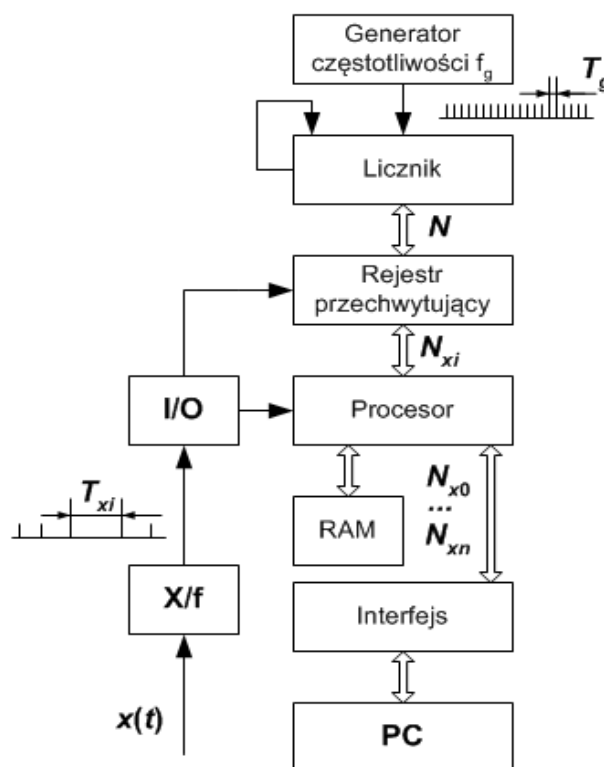 Generator
częstotliwości f_g
T_g
Licznik
N
Rejestr
przechwytujący
N_xi
I/O
Procesor
T_xi
N_x0
...
N_xn
RAM
X/f
Interfejs
x(t)
PC